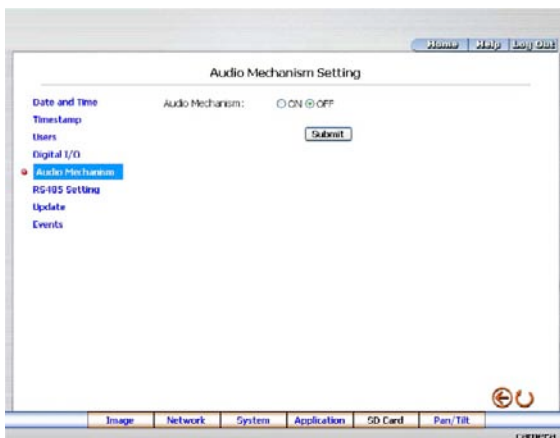 Home Help Log Out
Audio Mechanism Setting
Date and Time
Timestamp
Users
Digital I/O
Audio Mechanism
RS485 Setting
Update
Events
Audio Mechanism: ON OFF
Submit
Image Network System Application SD Card Pan/Tilt
Camera